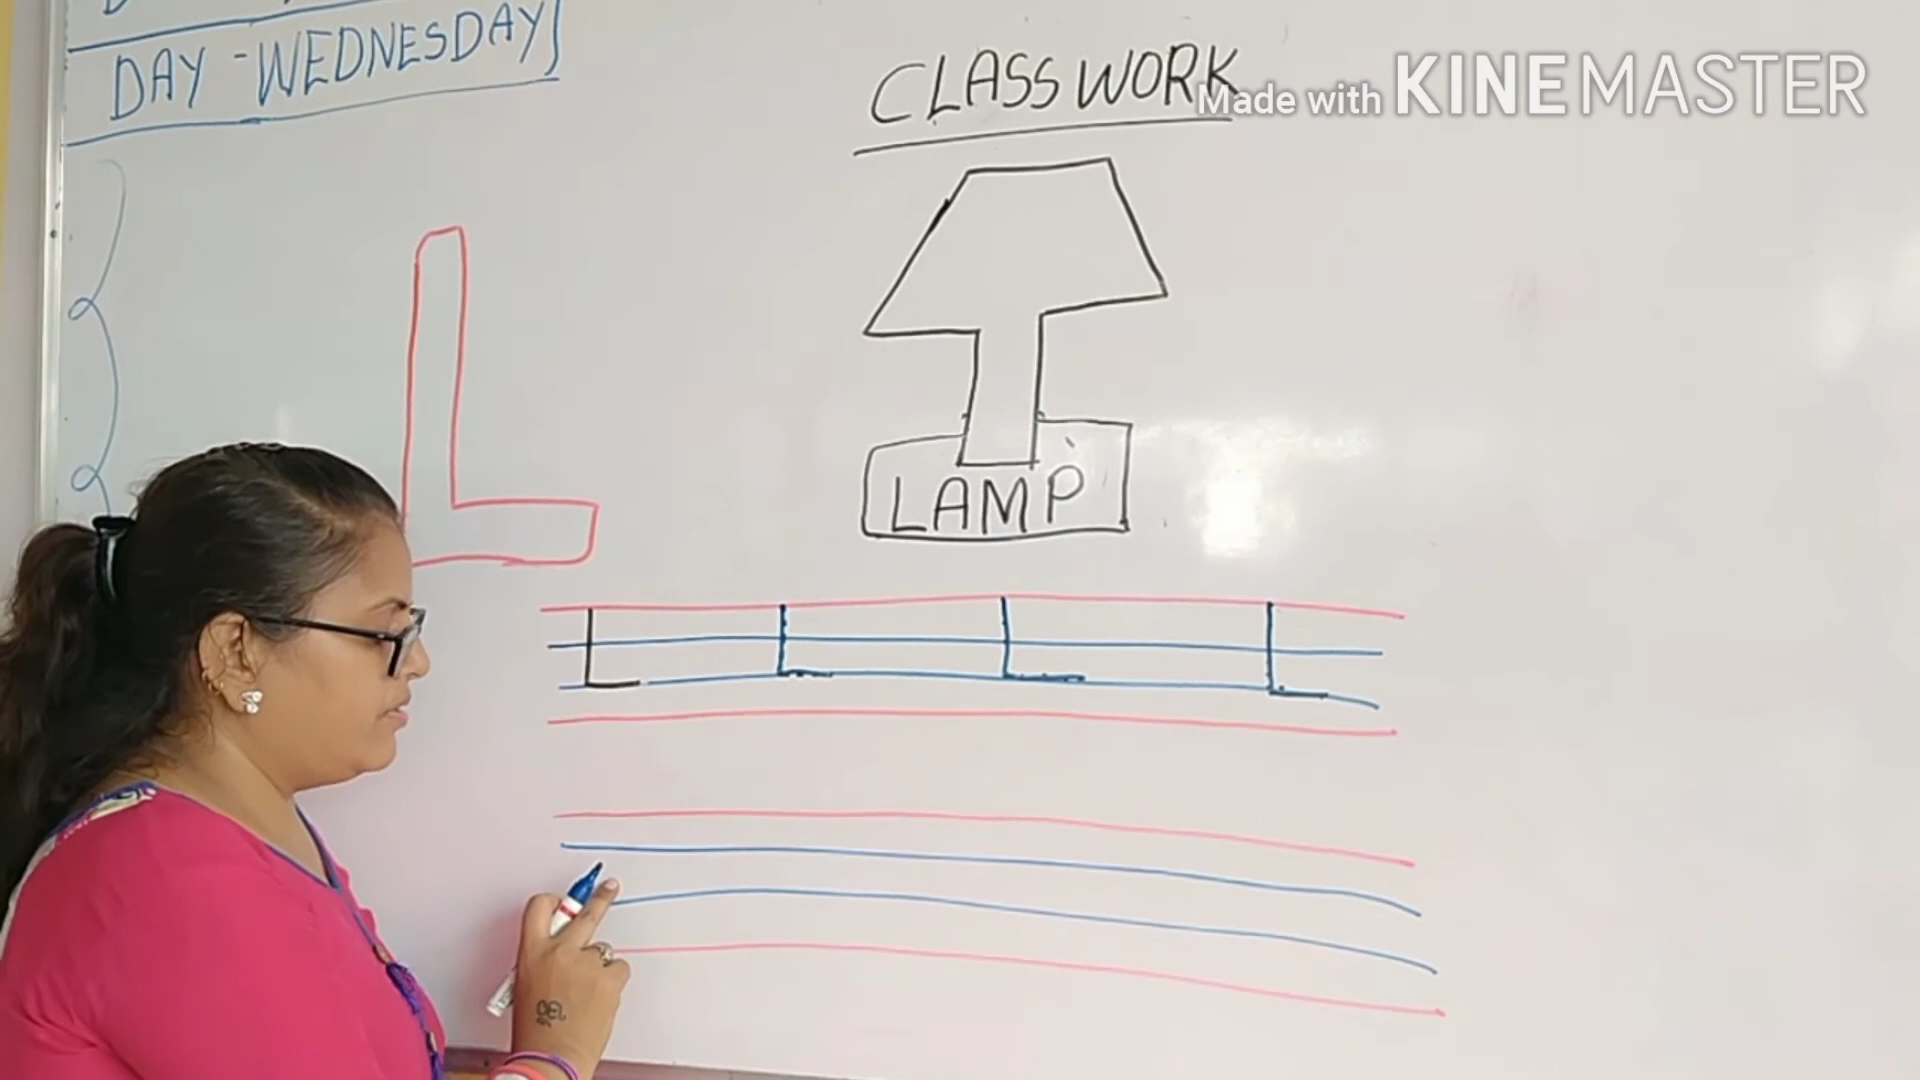 DAY - WEDNESDAY
CLASS WORK
Made with KINEMASTER
L
LAMP
L L L L